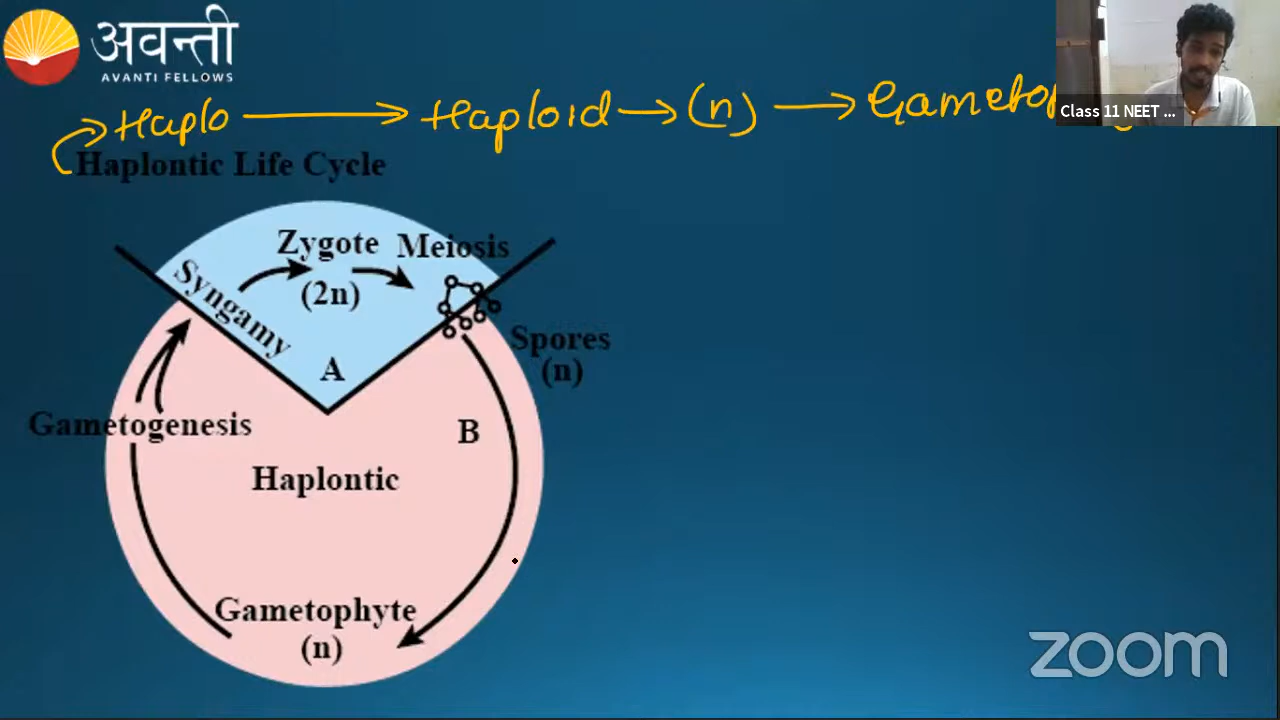 अवन्ती
AVANTI FELLOWS
Haplo → Haploid → (n) →
Class 11 NEET ...
Haplontic Life Cycle
Zygote
(2n)
Meiosis
Syngamy
A
Spores
(n)
Gametogenesis
B
Haplontic
Gametophyte
(n)
zoom